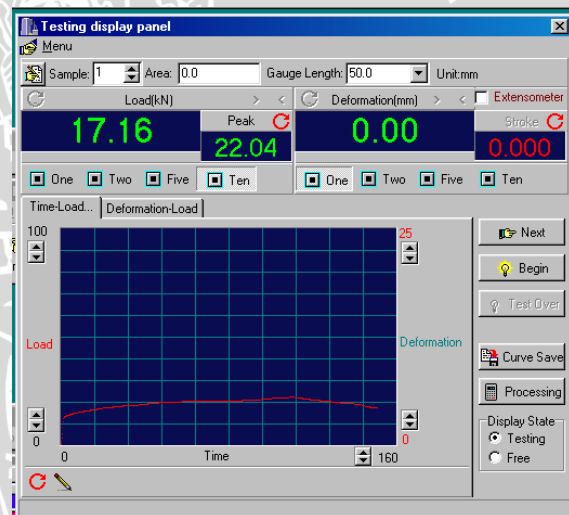 Testing display panel
Menu
Sample: 1 Area: 0.0 Gauge Length: 50.0 Unit:mm
Load(kN) > < Deformation(mm) > < Extensometer
17.16 Peak 22.04 0.00 Stroke 0.000
One Two Five Ten One Two Five Ten
Time-Load... Deformation-Load
100 25
Next
Begin
Test Over
Load Deformation
Curve Save
Processing
Display State
Testing
Free
0 0
0 Time 160